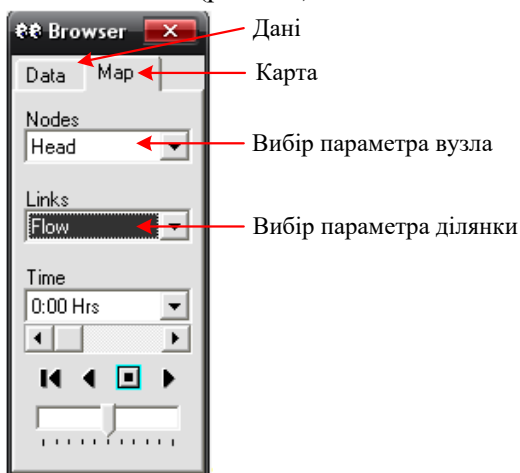 Browser
Дані
Data
Map
Карта
Nodes
Head
Вибір параметра вузла
Links
Flow
Вибір параметра ділянки
Time
0:00 Hrs